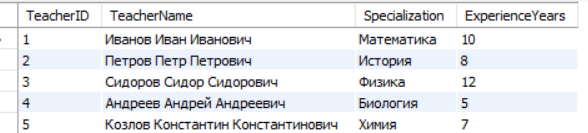 TeacherID TeacherName Specialization ExperienceYears
1 Иванов Иван Иванович Математика 10
2 Петров Петр Петрович История 8
3 Сидоров Сидор Сидорович Физика 12
4 Андреев Андрей Андреевич Биология 5
5 Козлов Константин Константинович Химия 7